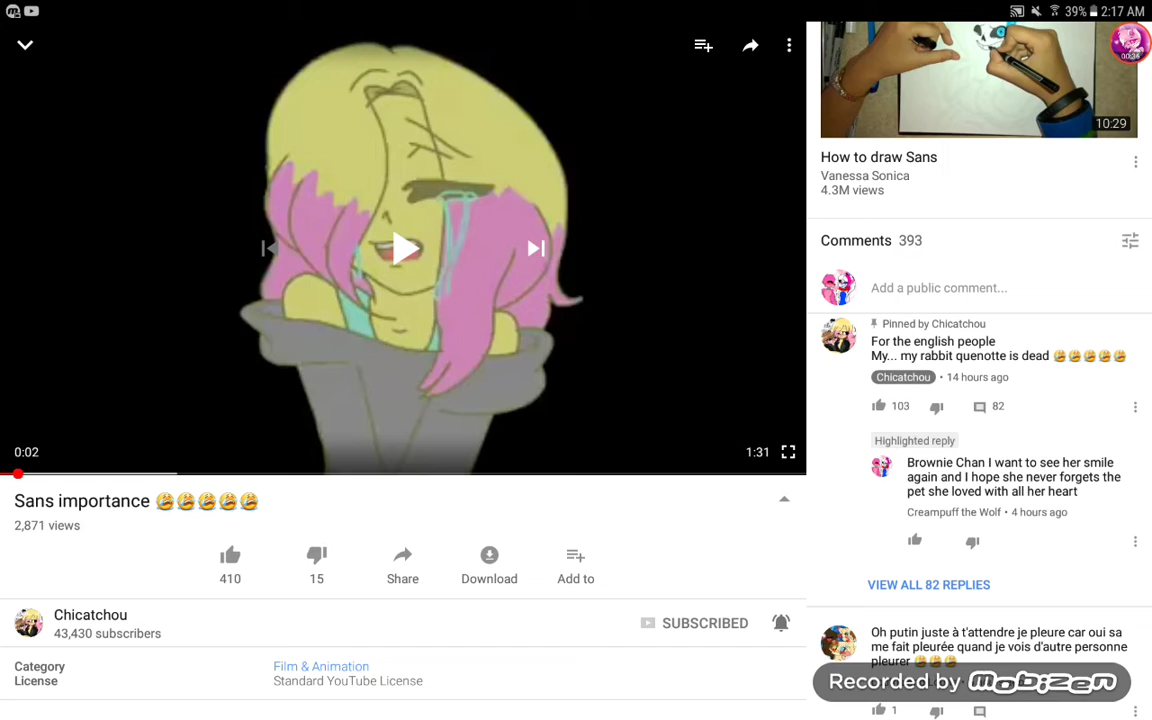 39% 2:17 AM
00:34
10:29
How to draw Sans
Vanessa Sonica
4.3M views
Comments 393
Add a public comment...
Pinned by Chicatchou
For the english people
My... my rabbit quenotte is dead 😭😭😭😭😭
Chicatchou • 14 hours ago
103 82
Highlighted reply
Brownie Chan I want to see her smile
again and I hope she never forgets the
pet she loved with all her heart
Creampuff the Wolf • 4 hours ago
VIEW ALL 82 REPLIES
Oh putin juste à t'attendre je pleure car oui sa
me fait pleurée quand je vois d'autre personne
pleurer 😭😭😭
Recorded by mobizen
1
0:02 1:31
Sans importance 😭😭😭😭😭
2,871 views
410 15 Share Download Add to
Chicatchou
43,430 subscribers
SUBSCRIBED
Category Film & Animation
License Standard YouTube License